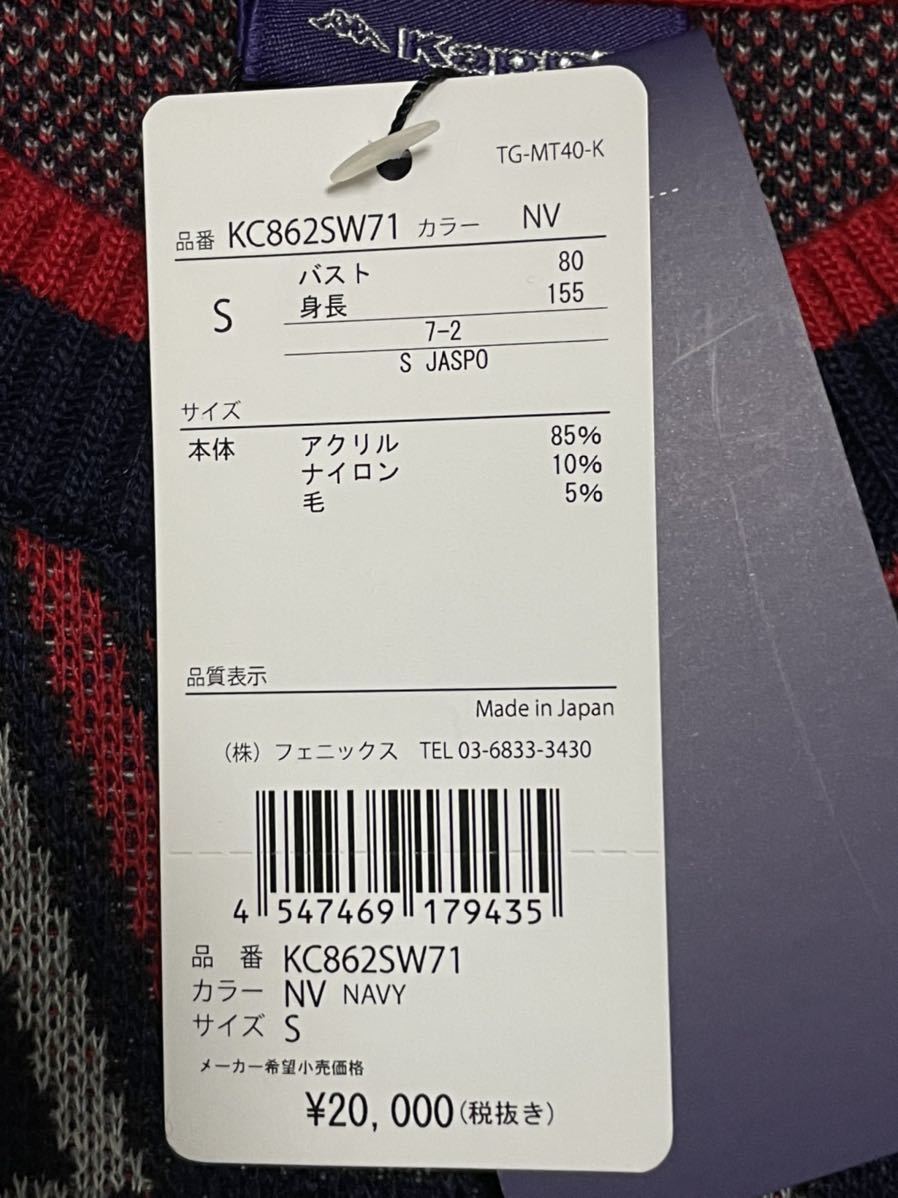 Kappa
TG-MT40-K
品番 KC862SW71 カラー NV
S
バスト 80
身長 155
7-2
S JASPO
サイズ
本体 アクリル 85%
ナイロン 10%
毛 5%
品質表示
Made in Japan
(株) フェニックス TEL 03-6833-3430
4 547469 179435
品 番 KC862SW71
カラー NV NAVY
サイズ S
メーカー希望小売価格
¥20,000(税抜き)